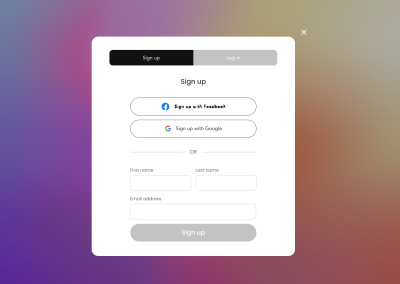 Sign up
Log in
Sign up
Sign up with Facebook
Sign up with Google
OR
First name
Last name
Email address
Sign up